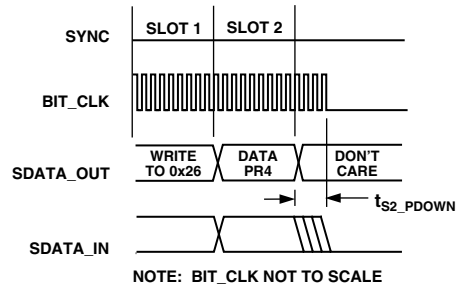 SYNC
SLOT 1
SLOT 2
BIT_CLK
SDATA_OUT
WRITE
TO 0x26
DATA
PR4
DON'T
CARE
tS2_PDOWN
SDATA_IN
NOTE: BIT_CLK NOT TO SCALE